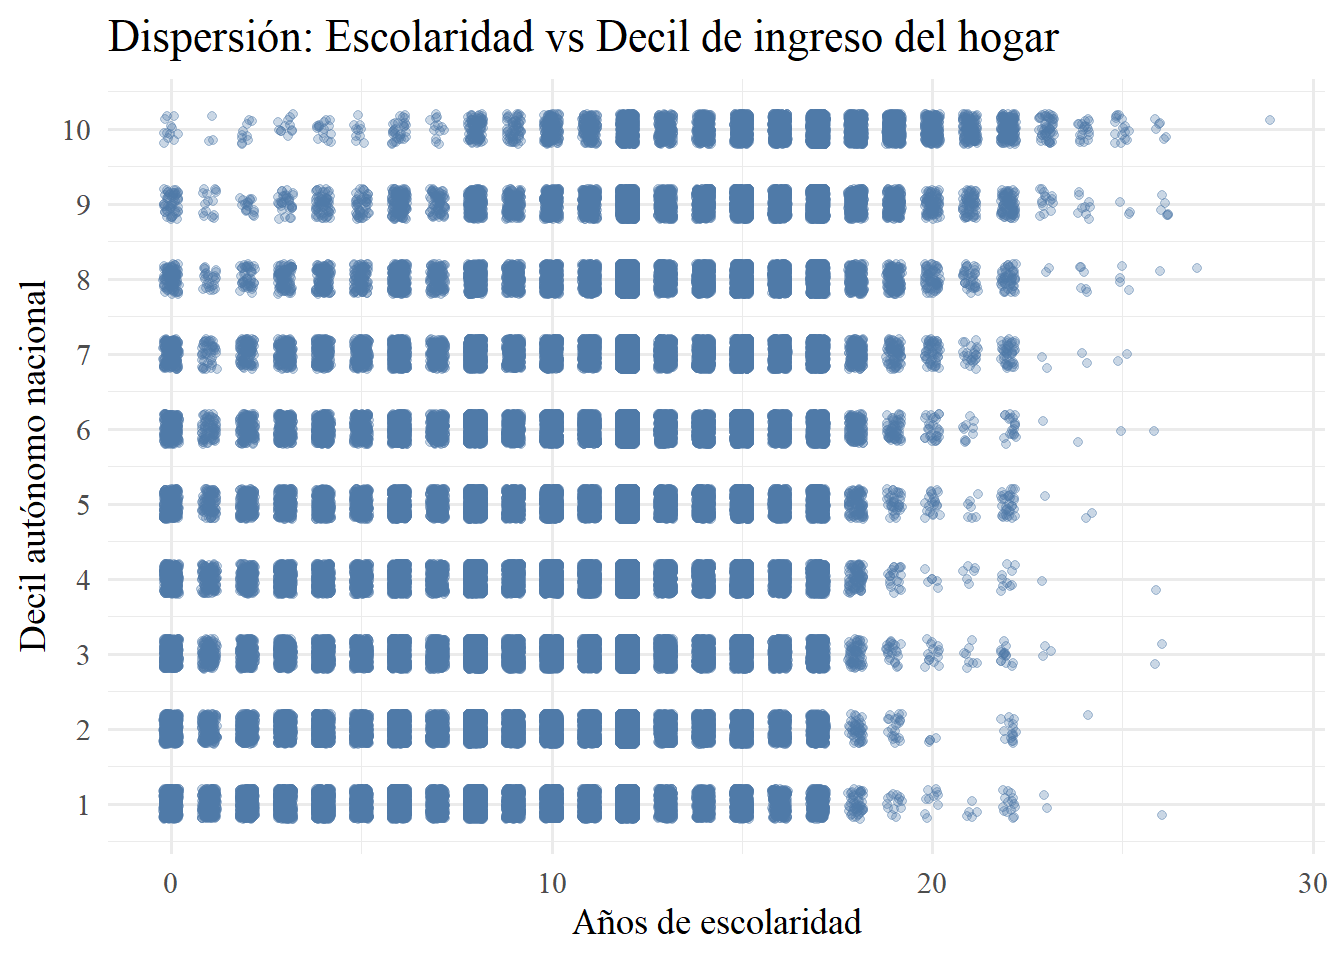 Dispersión: Escolaridad vs Decil de ingreso del hogar
Decil autónomo nacional
10
9
8
7
6
5
4
3
2
1
0 10 20 30
Años de escolaridad